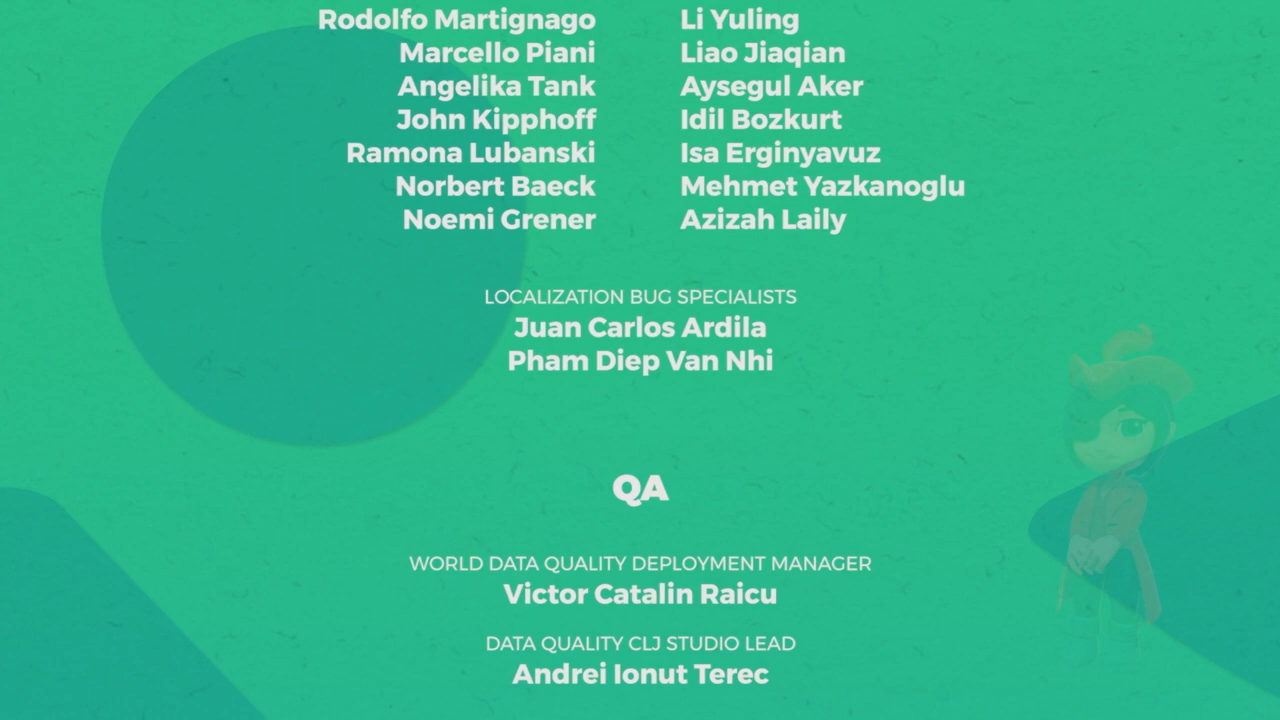 Rodolfo Martignago Li Yuling
Marcello Piani Liao Jiaqian
Angelika Tank Aysegul Aker
John Kipphoff Idil Bozkurt
Ramona Lubanski Isa Erginyavuz
Norbert Baeck Mehmet Yazkanoglu
Noemi Grener Azizah Laily
LOCALIZATION BUG SPECIALISTS
Juan Carlos Ardila
Pham Diep Van Nhi
QA
WORLD DATA QUALITY DEPLOYMENT MANAGER
Victor Catalin Raicu
DATA QUALITY CLJ STUDIO LEAD
Andrei Ionut Terec